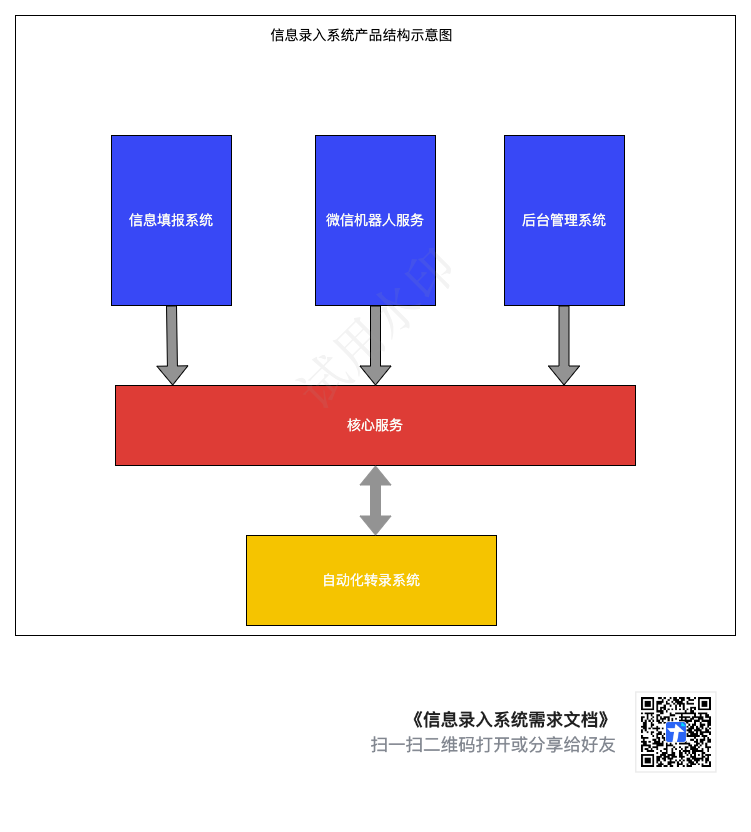 信息录入系统产品结构示意图
信息填报系统
微信机器人服务
后台管理系统
试用水印
核心服务
自动化转录系统
《信息录入系统需求文档》
扫一扫二维码打开或分享给好友